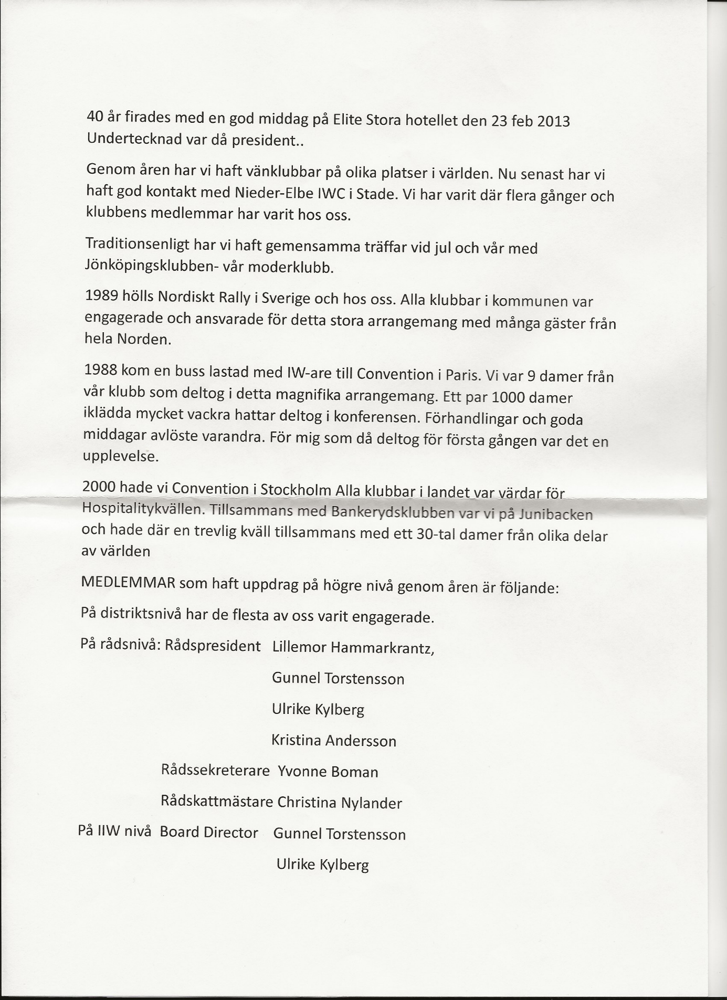 40 år firades med en god middag på Elite Stora hotellet den 23 feb 2013
Undertecknad var då president..
Genom åren har vi haft vänklubbar på olika platser i världen. Nu senast har vi
haft god kontakt med Nieder-Elbe IWC i Stade. Vi har varit där flera gånger och
klubbens medlemmar har varit hos oss.
Traditionsenligt har vi haft gemensamma träffar vid jul och vår med
Jönköpingsklubben- vår moderklubb.
1989 hölls Nordiskt Rally i Sverige och hos oss. Alla klubbar i kommunen var
engagerade och ansvarade för detta stora arrangemang med många gäster från
hela Norden.
1988 kom en buss lastad med IW-are till Convention i Paris. Vi var 9 damer från
vår klubb som deltog i detta magnifika arrangemang. Ett par 1000 damer
iklädda mycket vackra hattar deltog i konferensen. Förhandlingar och goda
middagar avlöste varandra. För mig som då deltog för första gången var det en
upplevelse.
2000 hade vi Convention i Stockholm Alla klubbar i landet var värdar för
Hospitalitykvällen. Tillsammans med Bankerydsklubben var vi på Junibacken
och hade där en trevlig kväll tillsammans med ett 30-tal damer från olika delar
av världen
MEDLEMMAR som haft uppdrag på högre nivå genom åren är följande:
På distriktsnivå har de flesta av oss varit engagerade.
På rådsnivå: Rådspresident Lillemor Hammarkrantz,
Gunnel Torstensson
Ulrike Kylberg
Kristina Andersson
Rådssekreterare Yvonne Boman
Rådskattmästare Christina Nylander
På IIW nivå Board Director Gunnel Torstensson
Ulrike Kylberg